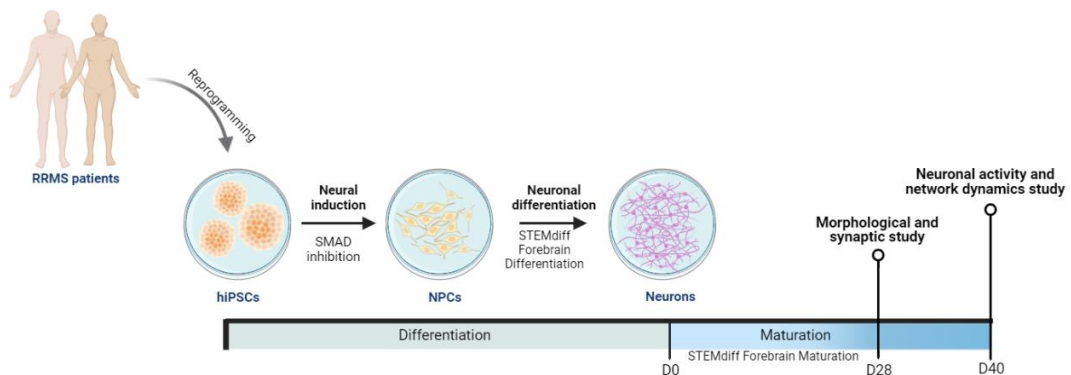 RRMS patients
Reprogramming
Neural
induction
SMAD
inhibition
Neuronal
differentiation
STEMdiff
Forebrain
Differentiation
hiPSCs
NPCs
Neurons
Morphological and
synaptic study
Neuronal activity and
network dynamics study
Differentiation
Maturation
STEMdiff Forebrain Maturation
D0
D28
D40